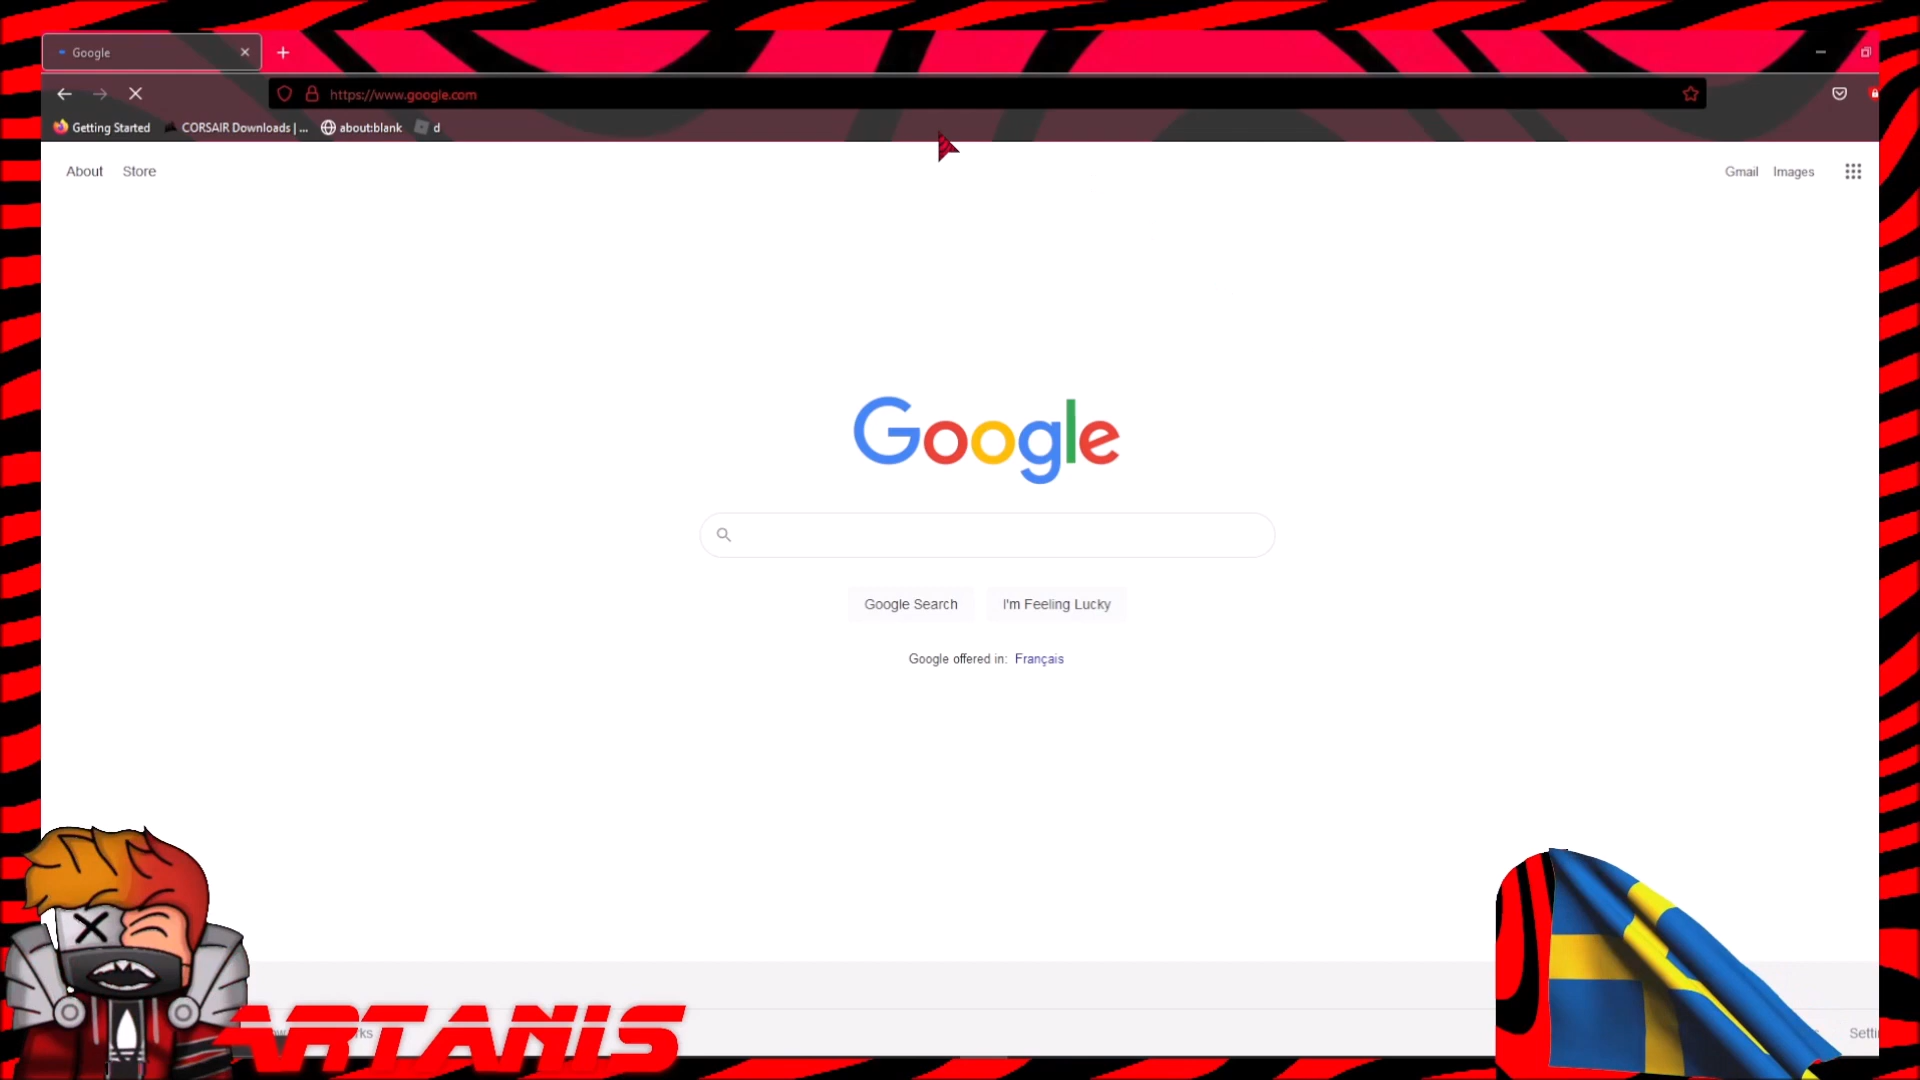 Google
https://www.google.com
Getting Started
CORSAIR Downloads | ...
about:blank
d
About
Store
Gmail
Images
Google
Google Search
I'm Feeling Lucky
Google offered in: Français
ARTANIS